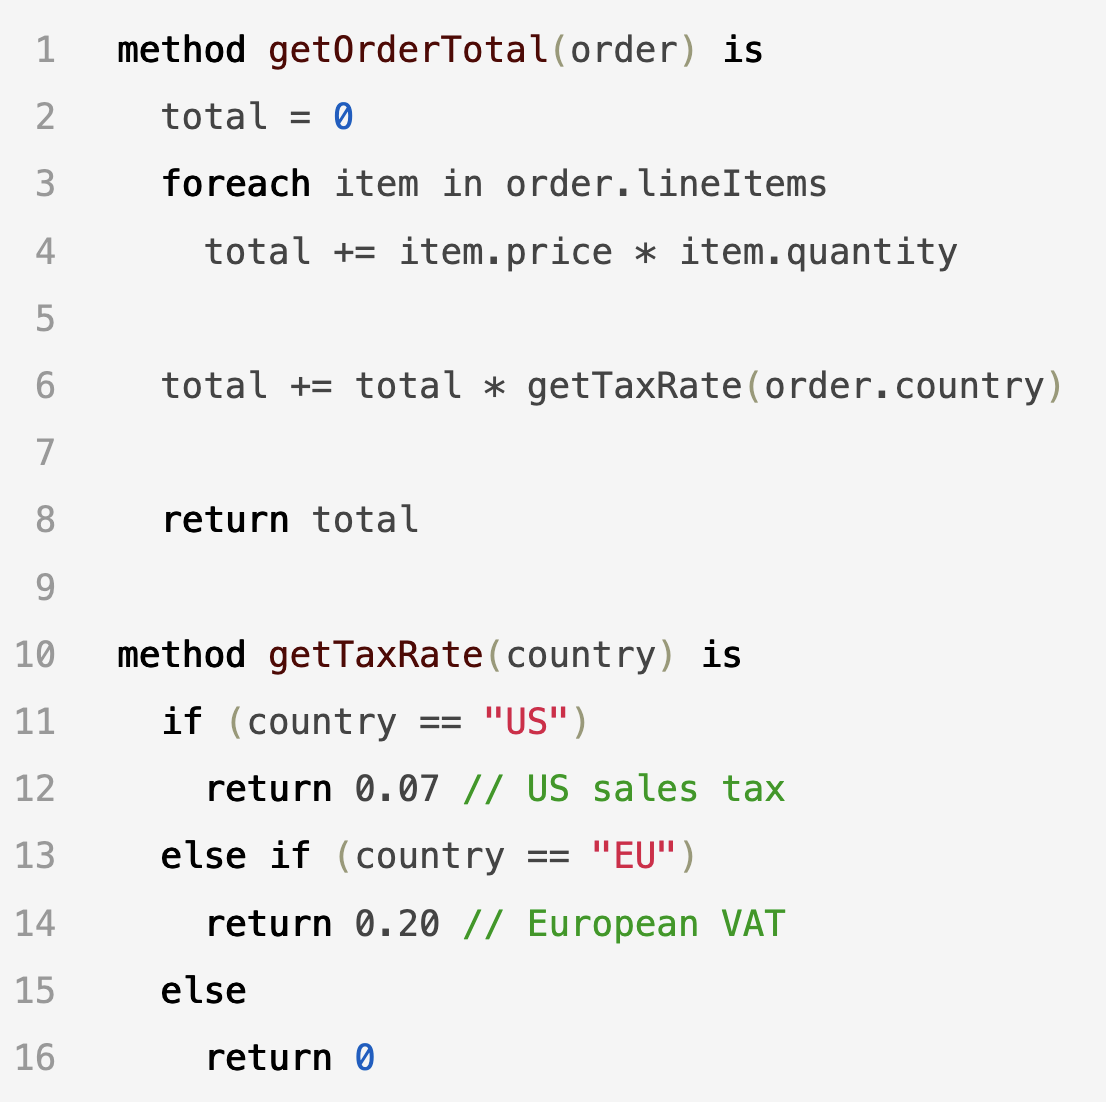 1 method getOrderTotal(order) is
2 total = 0
3 foreach item in order.lineItems
4 total += item.price * item.quantity
5
6 total += total * getTaxRate(order.country)
7
8 return total
9
10 method getTaxRate(country) is
11 if (country == "US")
12 return 0.07 // US sales tax
13 else if (country == "EU")
14 return 0.20 // European VAT
15 else
16 return 0